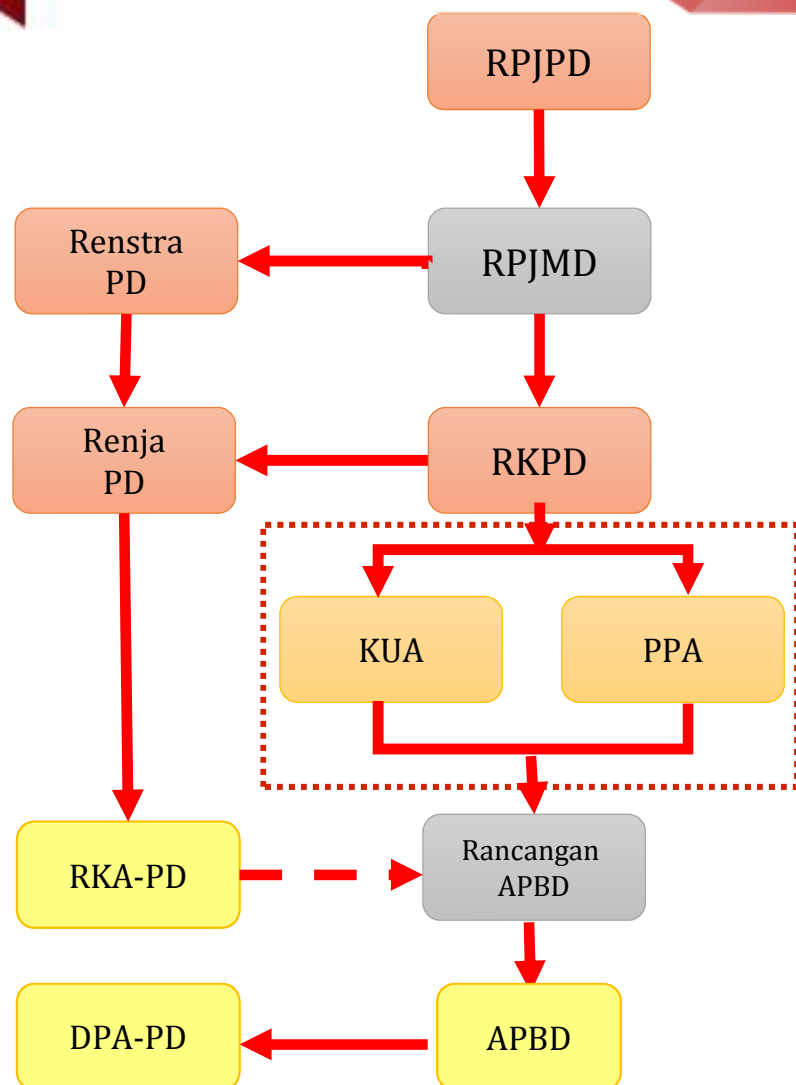 RPJPD
Renstra
PD
RPJMD
Renja
PD
RKPD
KUA
PPA
RKA-PD
Rancangan
APBD
DPA-PD
APBD